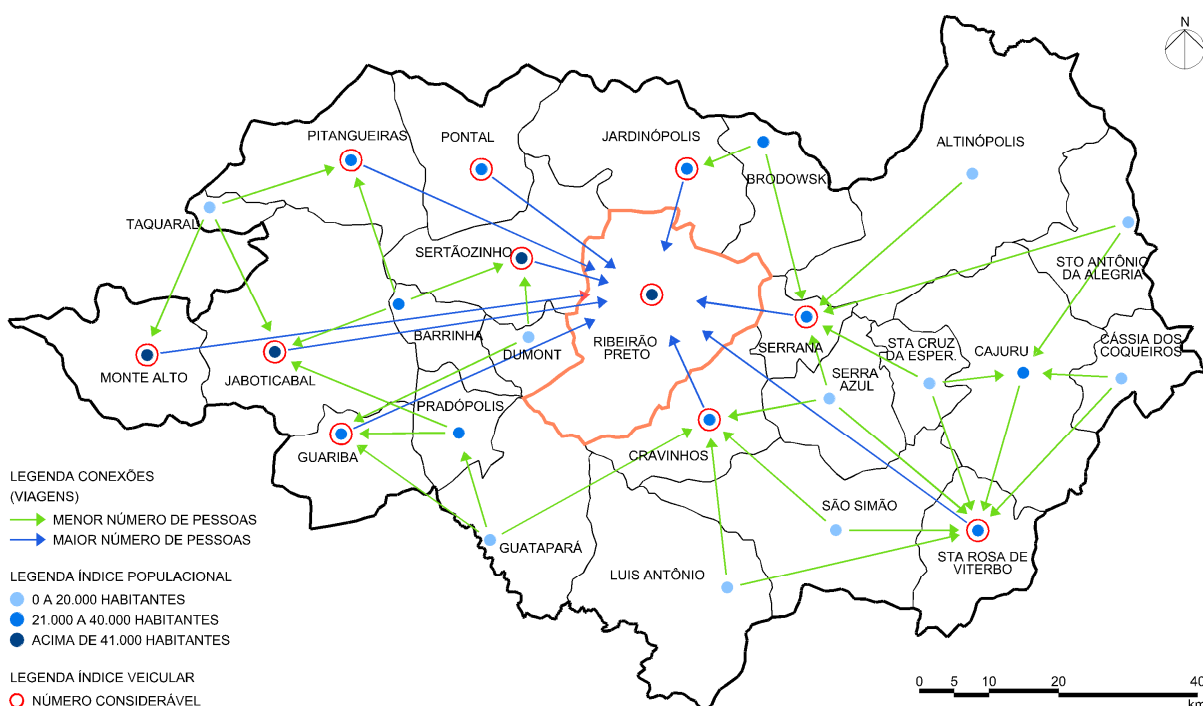 N
PITANGUEIRAS
PONTAL
JARDINÓPOLIS
ALTINÓPOLIS
BRODOWSKI
TAQUARAL
SERTÃOZINHO
STO ANTÔNIO
DA ALEGRIA
BARRINHA
DUMONT
RIBEIRÃO
PRETO
SERRANA
STA CRUZ
DA ESPER.
CAJURU
CÁSSIA DOS
COQUEIROS
MONTE ALTO
JABOTICABAL
SERRA
AZUL
PRADÓPOLIS
GUARIBA
CRAVINHOS
SÃO SIMÃO
GUATAPARÁ
LUIS ANTÔNIO
STA ROSA DE
VITERBO
LEGENDA CONEXÕES
(VIAGENS)
MENOR NÚMERO DE PESSOAS
MAIOR NÚMERO DE PESSOAS
LEGENDA ÍNDICE POPULACIONAL
0 A 20.000 HABITANTES
21.000 A 40.000 HABITANTES
ACIMA DE 41.000 HABITANTES
LEGENDA ÍNDICE VEICULAR
NÚMERO CONSIDERÁVEL
0 5 10 20 40
km